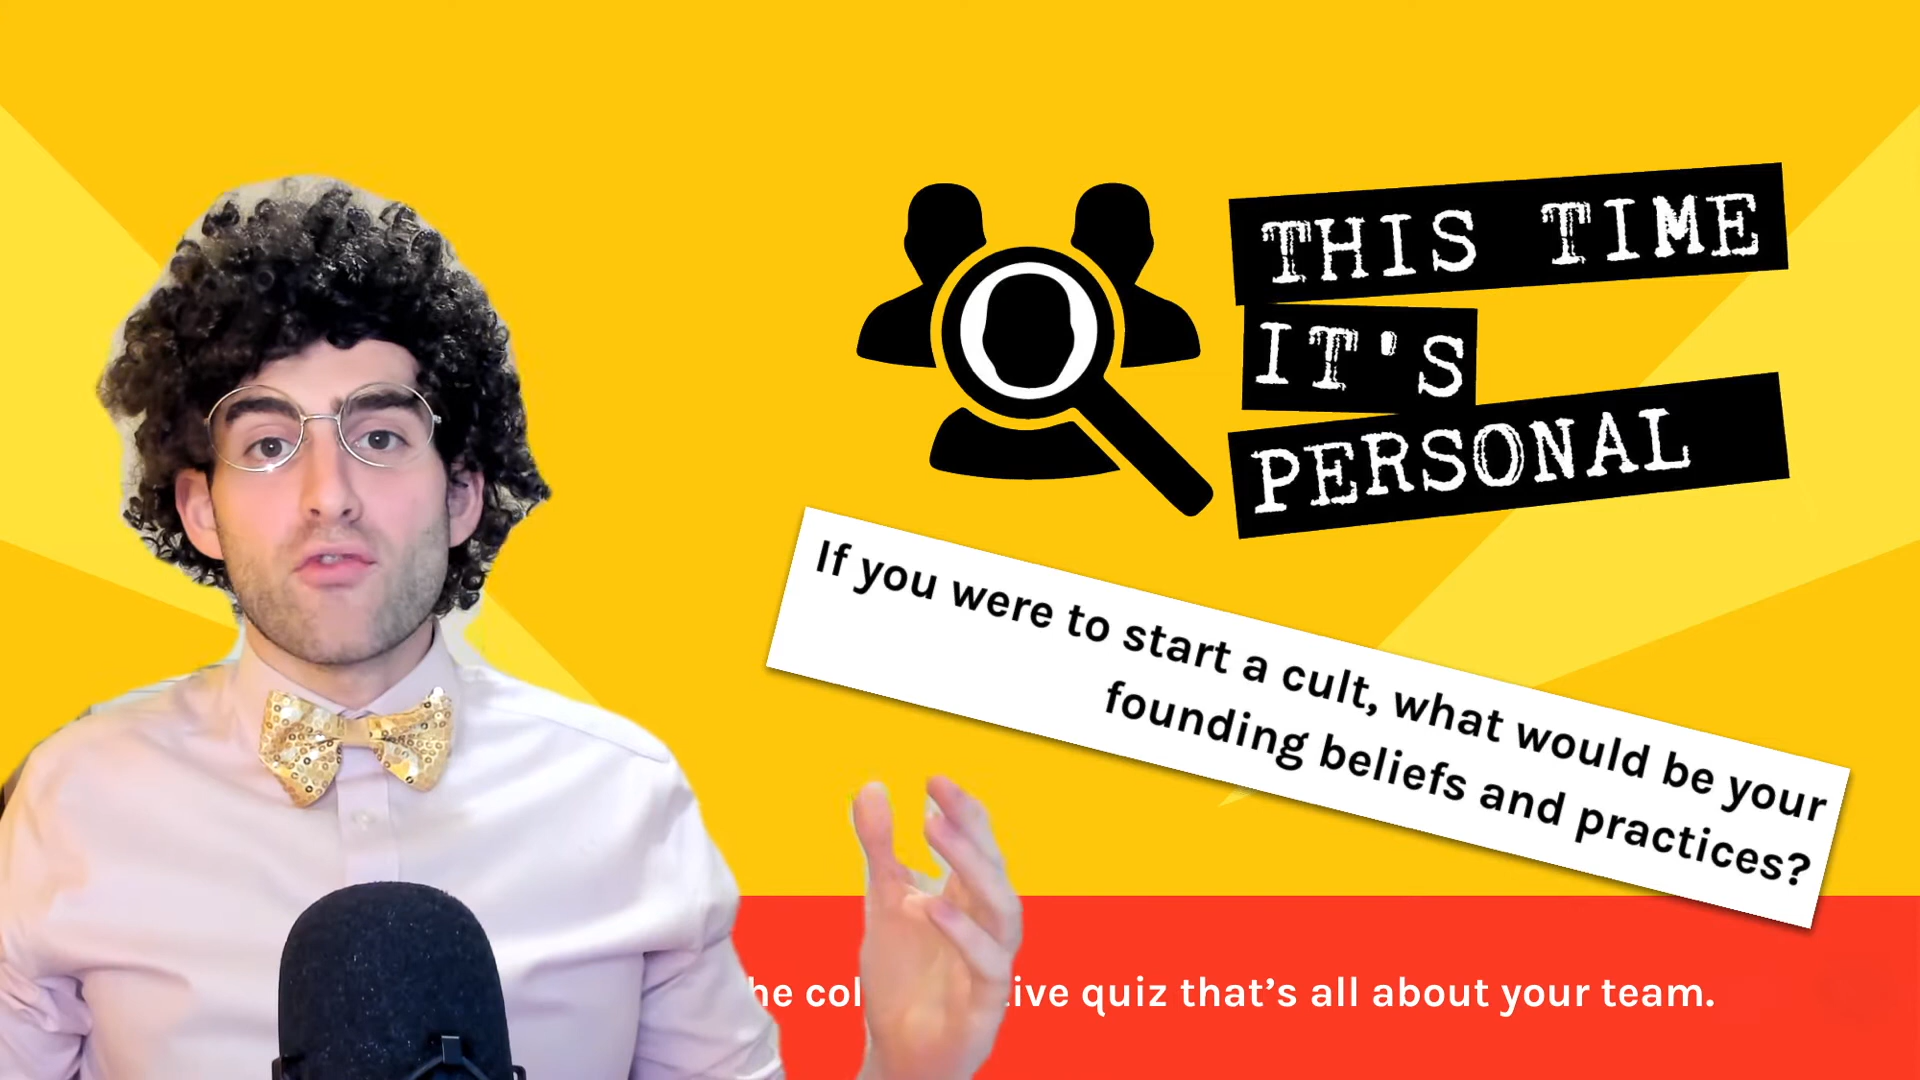 THIS TIME
IT'S
PERSONAL
If you were to start a cult, what would be your
founding beliefs and practices?
quiz that's all about your team.